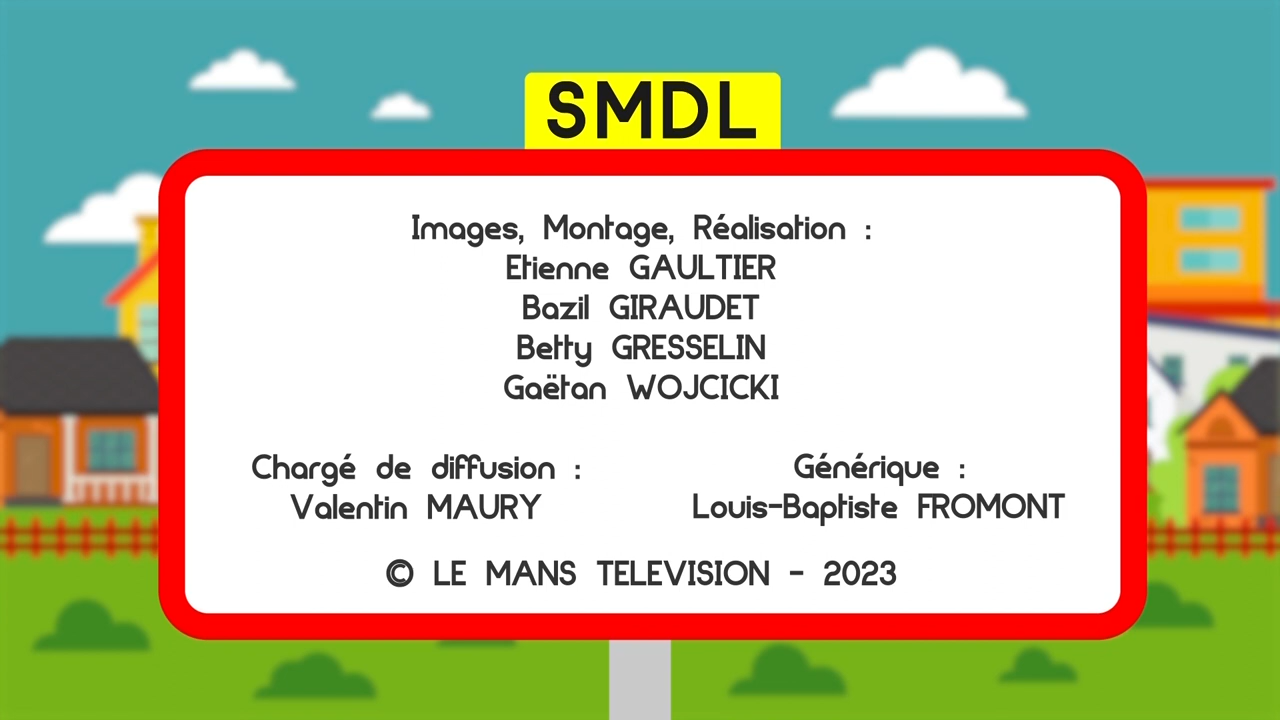 SMDL
Images, Montage, Réalisation :
Etienne GAULTIER
Bazil GIRAUDET
Betty GRESSELIN
Gaëtan WOJCICKI
Chargé de diffusion :
Valentin MAURY
Générique :
Louis-Baptiste FROMONT
© LE MANS TELEVISION - 2023